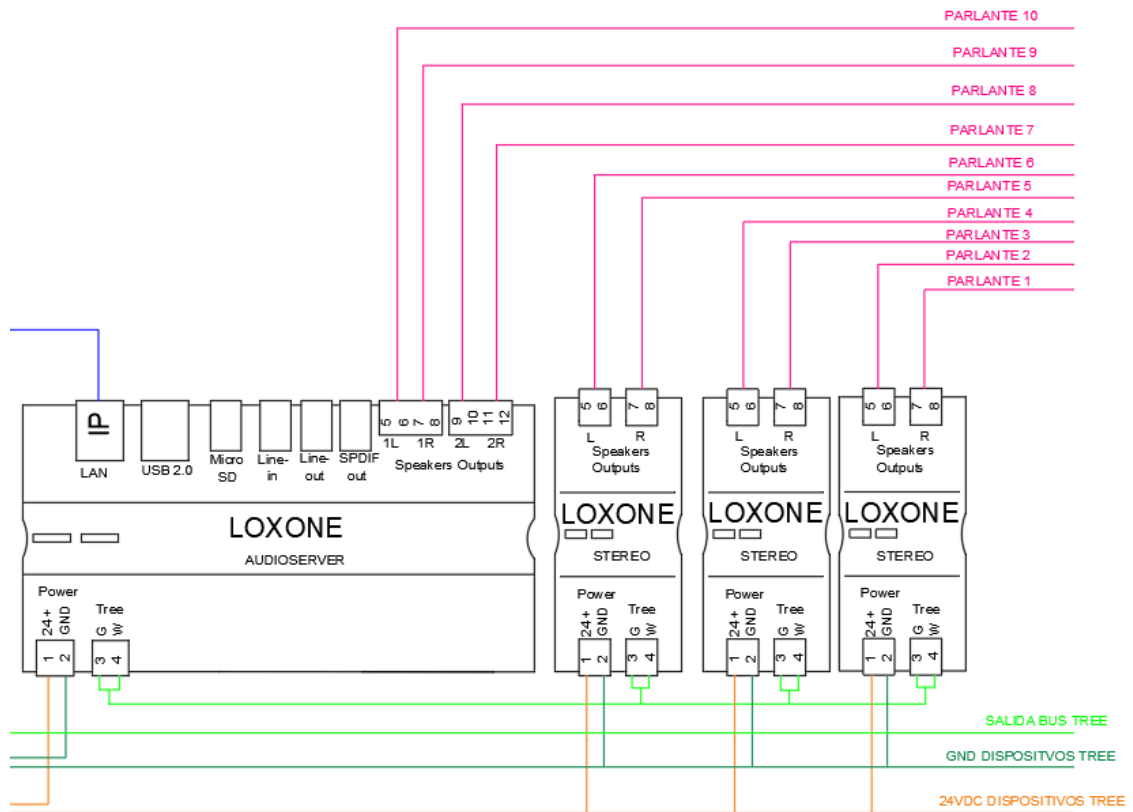 PARLANTE 10
PARLANTE 9
PARLANTE 8
PARLANTE 7
PARLANTE 6
PARLANTE 5
PARLANTE 4
PARLANTE 3
PARLANTE 2
PARLANTE 1
IP
LAN
USB 2.0
Micro
SD
Line-
in
Line-
out
SPDIF
out
5 6 7 8
1L 1R
9 10 11 12
2L 2R
Speakers Outputs
LOXONE
AUDIOSERVER
Power
24+ GND
1 2
Tree
G W
3 4
5 6 7 8
L R
Speakers
Outputs
LOXONE
STEREO
Power
24+ GND
1 2
Tree
G W
3 4
5 6 7 8
L R
Speakers
Outputs
LOXONE
STEREO
Power
24+ GND
1 2
Tree
G W
3 4
5 6 7 8
L R
Speakers
Outputs
LOXONE
STEREO
Power
24+ GND
1 2
Tree
G W
3 4
SALIDA BUS TREE
GND DISPOSITVOS TREE
24VDC DISPOSITIVOS TREE